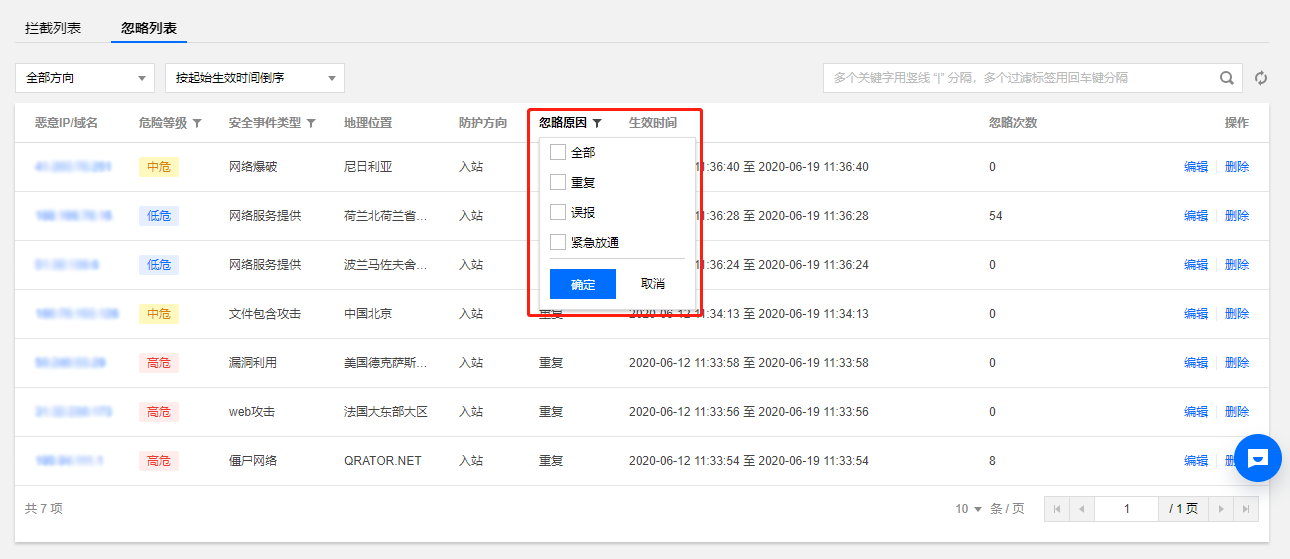 拦截列表 忽略列表
全部方向 按起始生效时间倒序 多个关键字用竖线 "|" 分隔，多个过滤标签用回车键分隔
恶意IP/域名 危险等级 安全事件类型 地理位置 防护方向 忽略原因 生效时间 忽略次数 操作
中危 网络爆破 尼日利亚 入站 11:36:40 至 2020-06-19 11:36:40 0 编辑 删除
低危 网络服务提供 荷兰北荷兰省... 入站 11:36:28 至 2020-06-19 11:36:28 54 编辑 删除
低危 网络服务提供 波兰马佐夫舍... 入站 11:36:24 至 2020-06-19 11:36:24 0 编辑 删除
全部
重复
误报
紧急放通
确定 取消
中危 文件包含攻击 中国北京 入站 重复 2020-06-12 11:34:13 至 2020-06-19 11:34:13 0 编辑 删除
高危 漏洞利用 美国德克萨斯... 入站 重复 2020-06-12 11:33:58 至 2020-06-19 11:33:58 0 编辑 删除
高危 web攻击 法国大东部大区 入站 重复 2020-06-12 11:33:56 至 2020-06-19 11:33:56 0 编辑 删除
高危 僵尸网络 QRATOR.NET 入站 重复 2020-06-12 11:33:54 至 2020-06-19 11:33:54 8 编辑 删
共 7 项 10 条 / 页 1 / 1 页